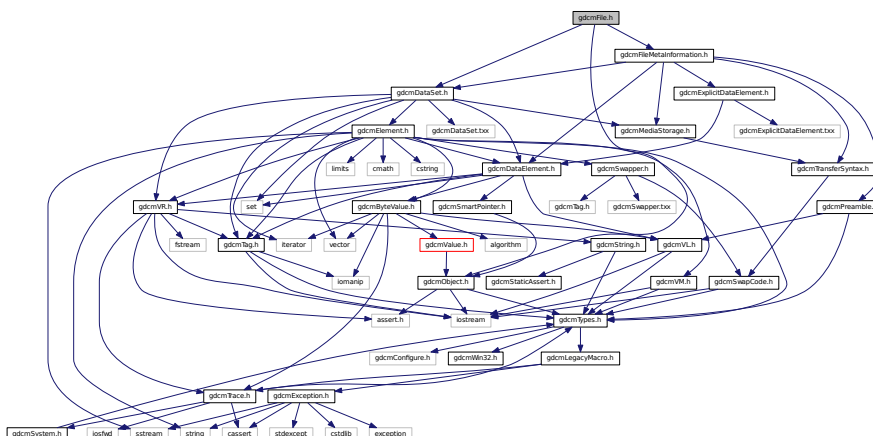 gdcmFile.h
gdcmFileMetaInformation.h
gdcmDataSet.h
gdcmExplicitDataElement.h
gdcmElement.h
gdcmDataSet.txx
gdcmMediaStorage.h
gdcmExplicitDataElement.txx
limits
cmath
cstring
gdcmDataElement.h
gdcmSwapper.h
gdcmTransferSyntax.h
gdcmVR.h
set
gdcmByteValue.h
gdcmSmartPointer.h
gdcmTag.h
gdcmSwapper.txx
gdcmPreamble.
fstream
gdcmTag.h
iterator
vector
gdcmValue.h
algorithm
gdcmString.h
gdcmVL.h
iomanip
gdcmObject.h
gdcmStaticAssert.h
gdcmVM.h
gdcmSwapCode.h
assert.h
iostream
gdcmTypes.h
gdcmConfigure.h
gdcmWin32.h
gdcmLegacyMacro.h
gdcmTrace.h
gdcmException.h
gdcmSystem.h
iosfwd
sstream
string
cassert
stdexcept
cstdlib
exception